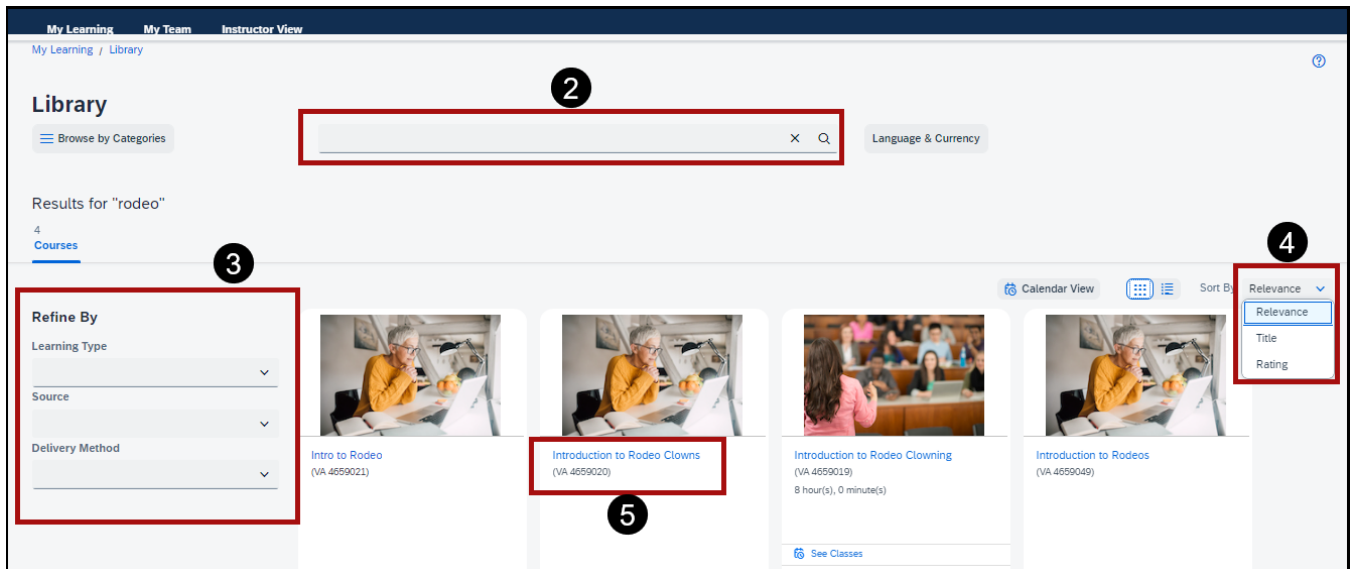 My Learning My Team Instructor View
My Learning / Library
2
Library
Browse by Categories
Language & Currency
Results for "rodeo"
4
Courses
3
4
Calendar View
Sort By
Relevance
Relevance
Title
Rating
Refine By
Learning Type
Source
Delivery Method
Intro to Rodeo
(VA 4659021)
Introduction to Rodeo Clowns
(VA 4659020)
5
Introduction to Rodeo Clowning
(VA 4659019)
8 hour(s), 0 minute(s)
See Classes
Introduction to Rodeos
(VA 4659049)